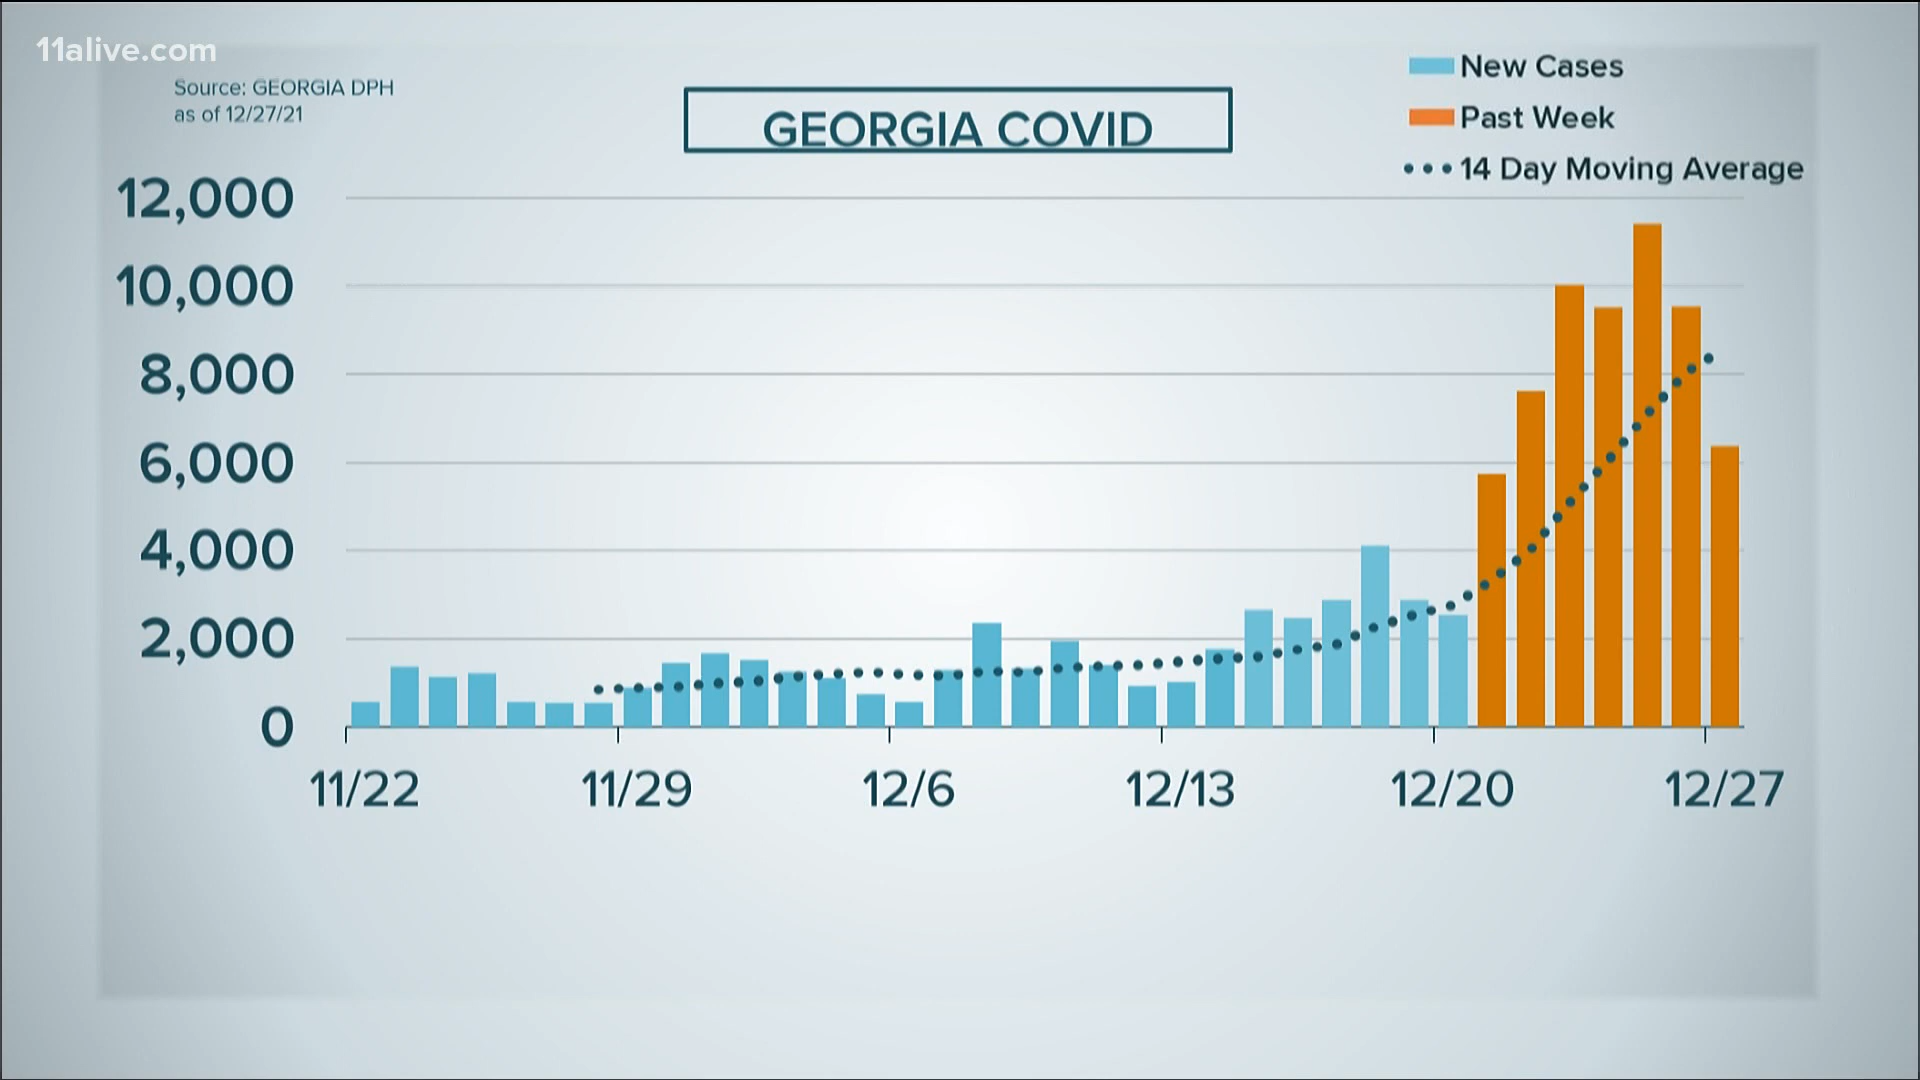 11alive.com
Source: GEORGIA DPH
as of 12/27/21
GEORGIA COVID
New Cases
Past Week
14 Day Moving Average
12,000
10,000
8,000
6,000
4,000
2,000
0
11/22 11/29 12/6 12/13 12/20 12/27